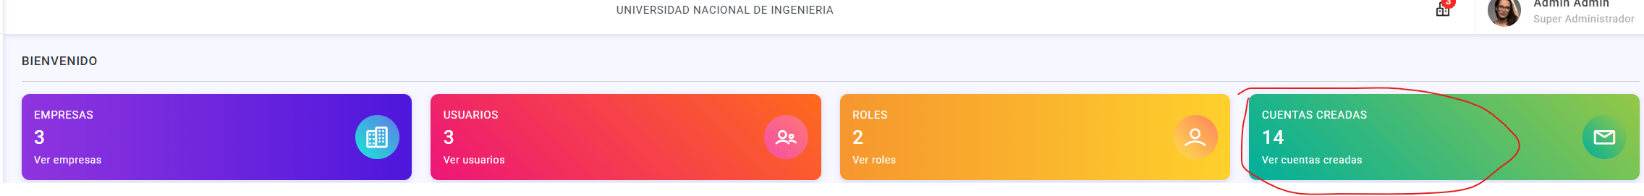 UNIVERSIDAD NACIONAL DE INGENIERIA
3
Admin Admin
Super Administrador
BIENVENIDO
EMPRESAS
3
Ver empresas
USUARIOS
3
Ver usuarios
ROLES
2
Ver roles
CUENTAS CREADAS
14
Ver cuentas creadas